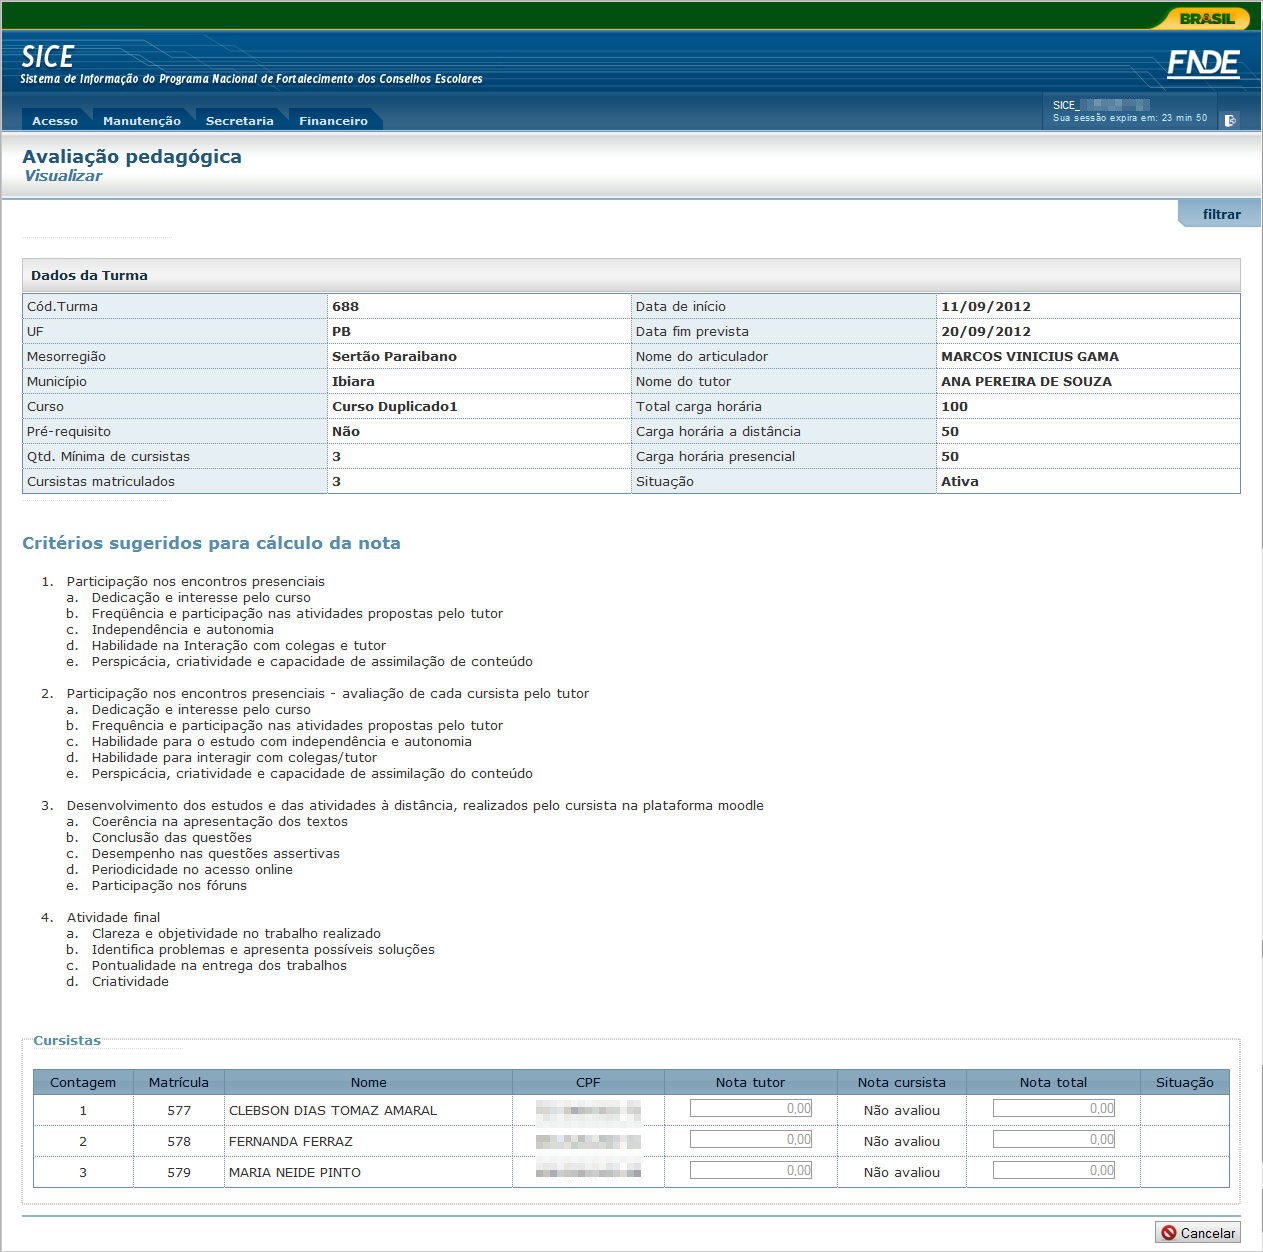 BRASIL
SICE
Sistema de Informação do Programa Nacional de Fortalecimento dos Conselhos Escolares
FNDE
Acesso Manutenção Secretaria Financeiro
SICE_
Sua sessão expira em: 23 min 50
Avaliação pedagógica
Visualizar
filtrar
Dados da Turma
Cód.Turma 688 Data de início 11/09/2012
UF PB Data fim prevista 20/09/2012
Mesorregião Sertão Paraibano Nome do articulador MARCOS VINICIUS GAMA
Município Ibiara Nome do tutor ANA PEREIRA DE SOUZA
Curso Curso Duplicado1 Total carga horária 100
Pré-requisito Não Carga horária a distância 50
Qtd. Mínima de cursistas 3 Carga horária presencial 50
Cursistas matriculados 3 Situação Ativa
Critérios sugeridos para cálculo da nota
1. Participação nos encontros presenciais
a. Dedicação e interesse pelo curso
b. Freqüência e participação nas atividades propostas pelo tutor
c. Independência e autonomia
d. Habilidade na Interação com colegas e tutor
e. Perspicácia, criatividade e capacidade de assimilação de conteúdo
2. Participação nos encontros presenciais - avaliação de cada cursista pelo tutor
a. Dedicação e interesse pelo curso
b. Frequência e participação nas atividades propostas pelo tutor
c. Habilidade para o estudo com independência e autonomia
d. Habilidade para interagir com colegas/tutor
e. Perspicácia, criatividade e capacidade de assimilação do conteúdo
3. Desenvolvimento dos estudos e das atividades à distância, realizados pelo cursista na plataforma moodle
a. Coerência na apresentação dos textos
b. Conclusão das questões
c. Desempenho nas questões assertivas
d. Periodicidade no acesso online
e. Participação nos fóruns
4. Atividade final
a. Clareza e objetividade no trabalho realizado
b. Identifica problemas e apresenta possíveis soluções
c. Pontualidade na entrega dos trabalhos
d. Criatividade
Cursistas
Contagem Matrícula Nome CPF Nota tutor Nota cursista Nota total Situação
1 577 CLEBSON DIAS TOMAZ AMARAL 0,00 Não avaliou 0,00
2 578 FERNANDA FERRAZ 0,00 Não avaliou 0,00
3 579 MARIA NEIDE PINTO 0,00 Não avaliou 0,00
Cancelar